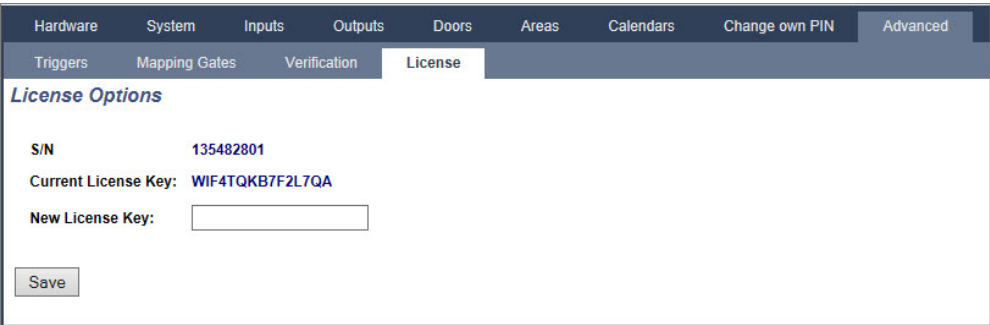 Hardware System Inputs Outputs Doors Areas Calendars Change own PIN Advanced
Triggers Mapping Gates Verification License
License Options
S/N 135482801
Current License Key: WIF4TQKB7F2L7QA
New License Key:
Save